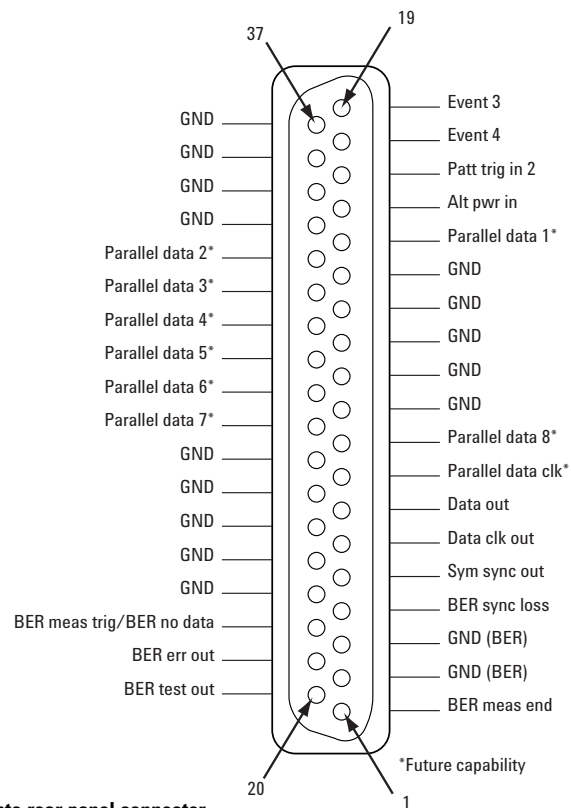 37
19
GND
GND
GND
GND
Parallel data 2*
Parallel data 3*
Parallel data 4*
Parallel data 5*
Parallel data 6*
Parallel data 7*
GND
GND
GND
GND
GND
BER meas trig/BER no data
BER err out
BER test out
Event 3
Event 4
Patt trig in 2
Alt pwr in
Parallel data 1*
GND
GND
GND
GND
GND
Parallel data 8*
Parallel data clk*
Data out
Data clk out
Sym sync out
BER sync loss
GND (BER)
GND (BER)
BER meas end
*Future capability
20
1
rear panel connector